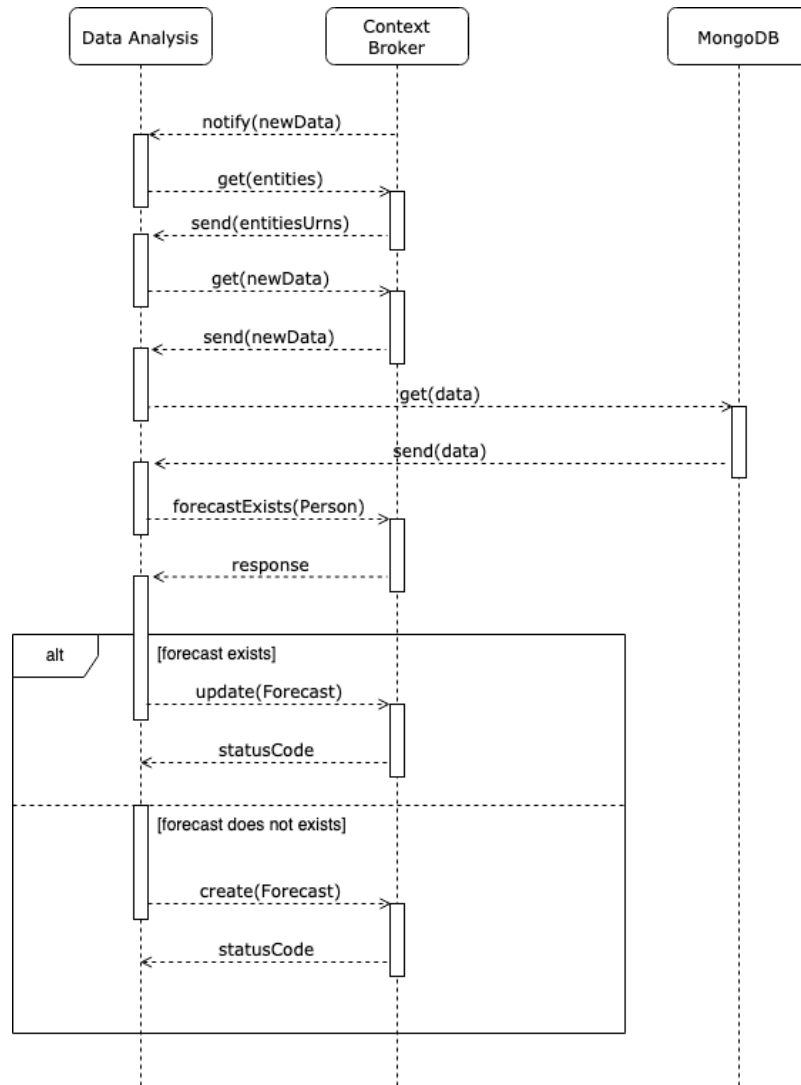 Data Analysis
Context
Broker
MongoDB
notify(newData)
get(entities)
send(entitiesUrns)
get(newData)
send(newData)
get(data)
send(data)
forecastExists(Person)
response
alt
[forecast exists]
update(Forecast)
statusCode
[forecast does not exists]
create(Forecast)
statusCode